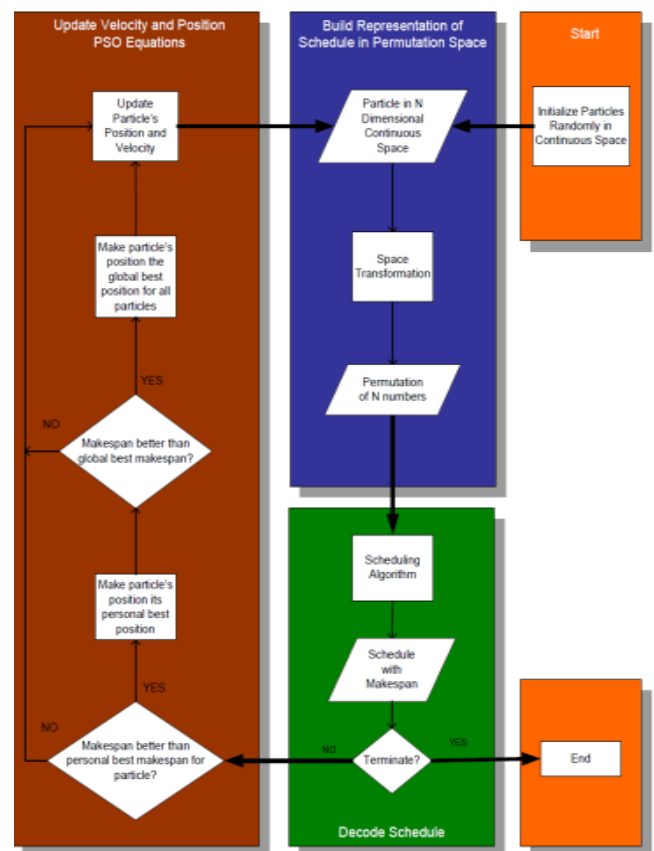 Update Velocity and Position
PSO Equations
Update
Particle's
Position and
Velocity
Make particle's
position the
global best
position for all
particles
YES
NO
Makespan better than
global best makespan?
Make particle's
position its
personal best
position
YES
NO
Makespan better than
personal best makespan for
particle?
Build Representation of
Schedule in Permutation Space
Particle in N
Dimensional
Continuous
Space
Space
Transformation
Permutation
of N numbers
Scheduling
Algorithm
Schedule
with
Makespan
NO
Terminate?
YES
Decode Schedule
Start
Initialize Particles
Randomly in
Continuous Space
End